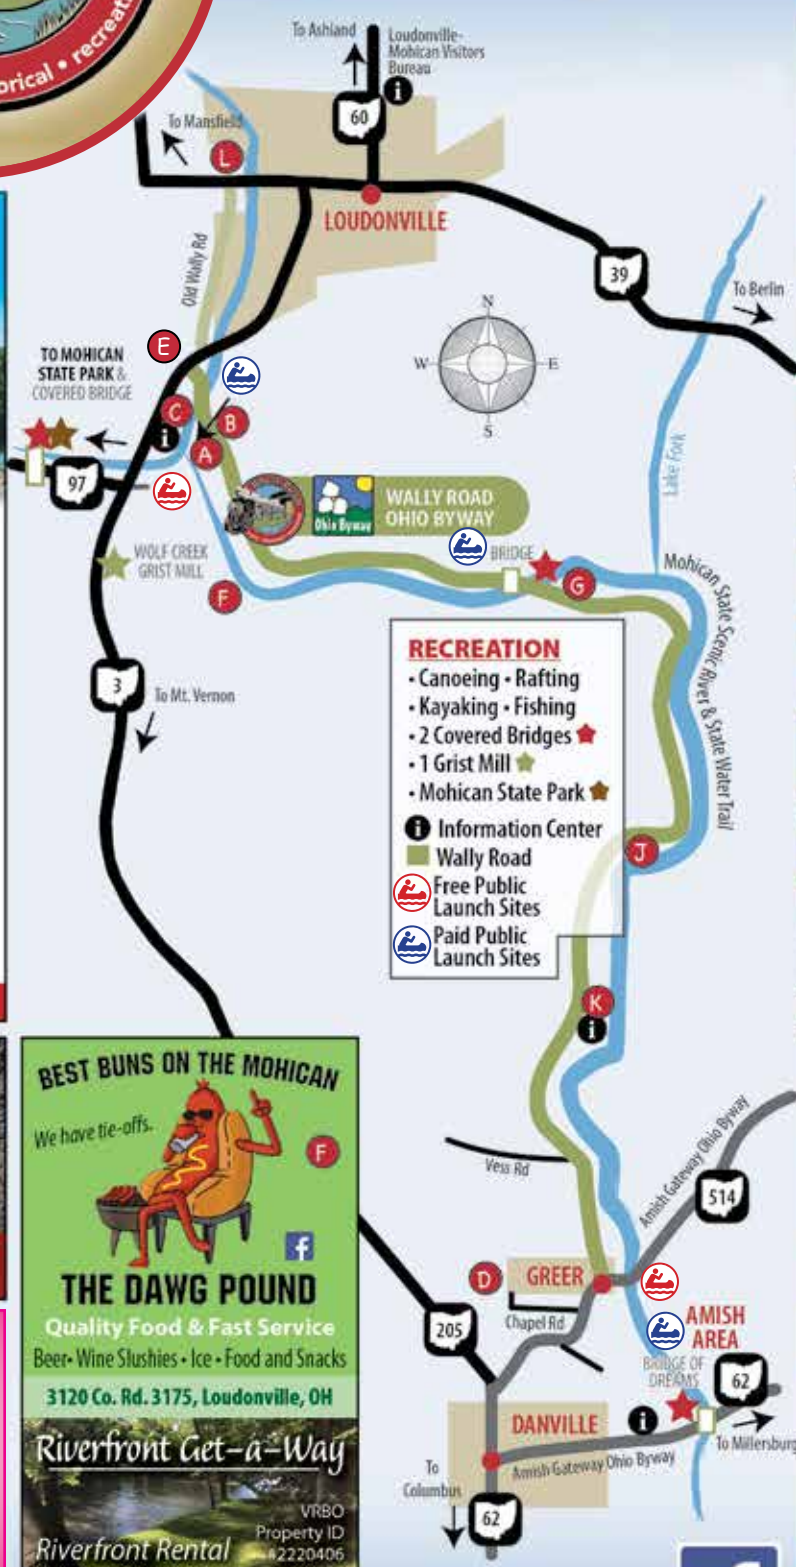 orical • recreat
To Ashland
Loudonville-
Mohican Visitors
Bureau
i
60
To Mansfield
L
LOUDONVILLE
Old Wally Rd
39
To Berlin
N
W
E
S
E
TO MOHICAN
STATE PARK &
COVERED BRIDGE
C
i
B
A
97
Lake Fork
Ohio Byway
WALLY ROAD
OHIO BYWAY
BRIDGE
WOLF CREEK
GRIST MILL
F
G
Mohican State Scenic River & State Water Trail
3
To Mt. Vernon
RECREATION
• Canoeing • Rafting
• Kayaking • Fishing
• 2 Covered Bridges
• 1 Grist Mill
• Mohican State Park
i Information Center
Wally Road
Free Public
Launch Sites
Paid Public
Launch Sites
J
K
i
Vess Rd
Amish Gateway Ohio Byway
514
D
GREER
Chapel Rd
205
AMISH
AREA
BRIDGE OF
DREAMS
62
To Millersburg
DANVILLE
i
Amish Gateway Ohio Byway
To
Columbus
62
BEST BUNS ON THE MOHICAN
We have tie-offs.
F
f
THE DAWG POUND
Quality Food & Fast Service
Beer• Wine Slushies • Ice • Food and Snacks
3120 Co. Rd. 3175, Loudonville, OH
Riverfront Get-a-Way
VRBO
Property ID
#2220406
Riverfront Rental